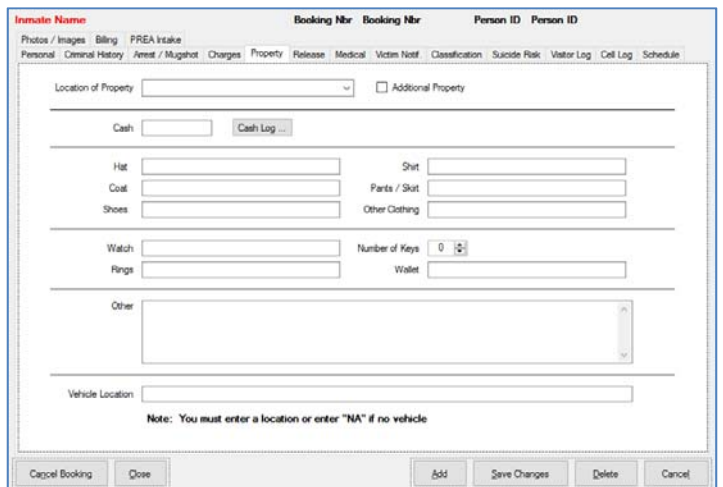 Inmate Name Booking Nbr Booking Nbr Person ID Person ID
Photos / Images Billing PREA Intake
Personal Criminal History Arrest / Mugshot Charges Property Release Medical Victim Notif. Classification Suicide Risk Visitor Log Cell Log Schedule
Location of Property Additional Property
Cash Cash Log ...
Hat Shirt
Coat Pants / Skirt
Shoes Other Clothing
Watch Number of Keys 0
Rings Wallet
Other
Vehicle Location
Note: You must enter a location or enter "NA" if no vehicle
Cancel Booking Close Add Save Changes Delete Cancel